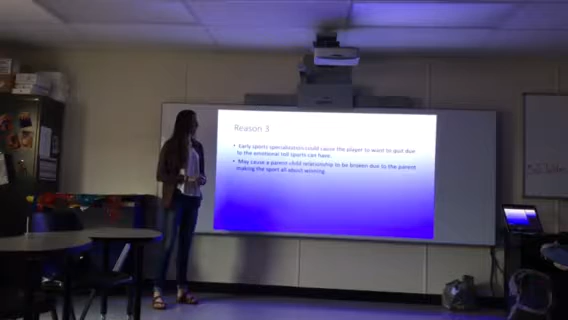 Reason 3
• Early sports specialization could cause the player to want to quit due
to the emotional toll sports can have.
• May cause a parent-child relationship to be broken due to the parent
making the sport all about winning.